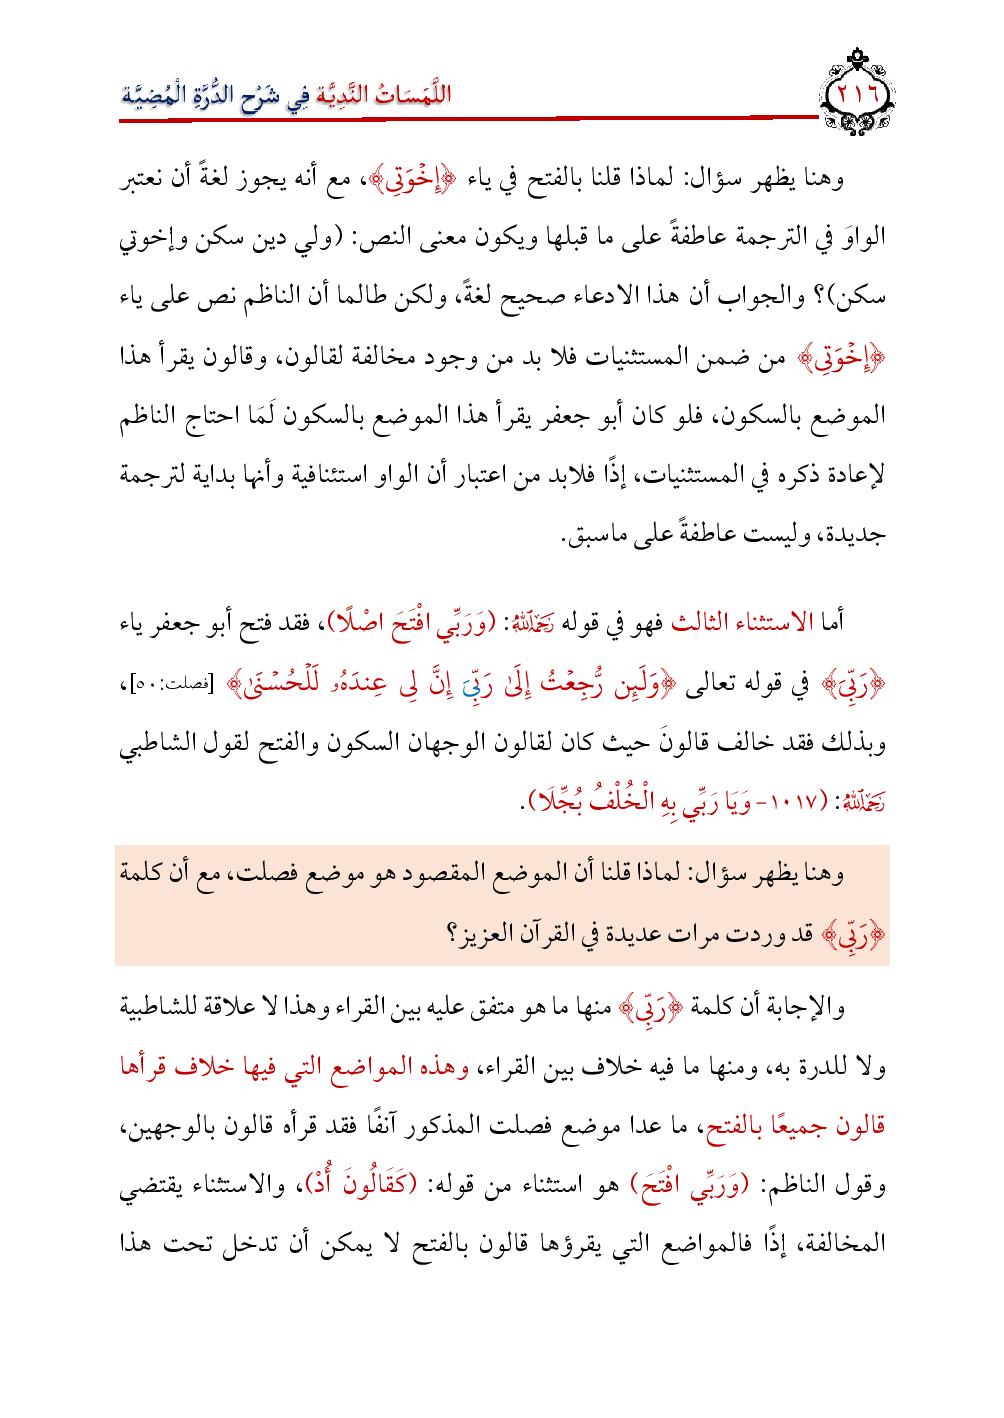 ٢١٦
اللَّمَسَاتُ النَّدِيَّة فِي شَرْحِ الدُّرَّةِ الْمُضِيَّة
وهنا يظهر سؤال: لماذا قلنا بالفتح في ياء ﴿إِخۡوَتِي﴾، مع أنه يجوز لغةً أن نعتبر
الواوَ في الترجمة عاطفةً على ما قبلها ويكون معنى النص: (ولي دين سكن وإخوتي
سكن)؟ والجواب أن هذا الادعاء صحيح لغةً، ولكن طالما أن الناظم نص على ياء
﴿إِخۡوَتِي﴾ من ضمن المستثنيات فلا بد من وجود مخالفة لقالون، وقالون يقرأ هذا
الموضع بالسكون، فلو كان أبو جعفر يقرأ هذا الموضع بالسكون لَمَا احتاج الناظم
لإعادة ذكره في المستثنيات، إذًا فلابد من اعتبار أن الواو استئنافية وأنها بداية لترجمة
جديدة، وليست عاطفةً على ماسبق.
أما الاستثناء الثالث فهو في قوله رَحِمَهُ اللَّهُ: (وَرَبِّي افْتَحَ اصْلًا)، فقد فتح أبو جعفر ياء
﴿رَبِّيَ﴾ في قوله تعالى ﴿وَلَئِن رُّجِعۡتُ إِلَىٰ رَبِّيَ إِنَّ لِي عِندَهُۥ لَلۡحُسۡنَىٰ﴾ [فصلت:٥٠]،
وبذلك فقد خالف قالونَ حيث كان لقالون الوجهان السكون والفتح لقول الشاطبي
رَحِمَهُ اللَّهُ: (١٠١٧- وَيَا رَبِّي بِهِ الْخُلْفُ بُجِّلَا).
وهنا يظهر سؤال: لماذا قلنا أن الموضع المقصود هو موضع فصلت، مع أن كلمة
﴿رَبِّي﴾ قد وردت مرات عديدة في القرآن العزيز؟
والإجابة أن كلمة ﴿رَبِّي﴾ منها ما هو متفق عليه بين القراء وهذا لا علاقة للشاطبية
ولا للدرة به، ومنها ما فيه خلاف بين القراء، وهذه المواضع التي فيها خلاف قرأها
قالون جميعًا بالفتح، ما عدا موضع فصلت المذكور آنفًا فقد قرأه قالون بالوجهين،
وقول الناظم: (وَرَبِّي افْتَحَ) هو استثناء من قوله: (كَقَالُونَ أُدْ)، والاستثناء يقتضي
المخالفة، إذًا فالمواضع التي يقرؤها قالون بالفتح لا يمكن أن تدخل تحت هذا